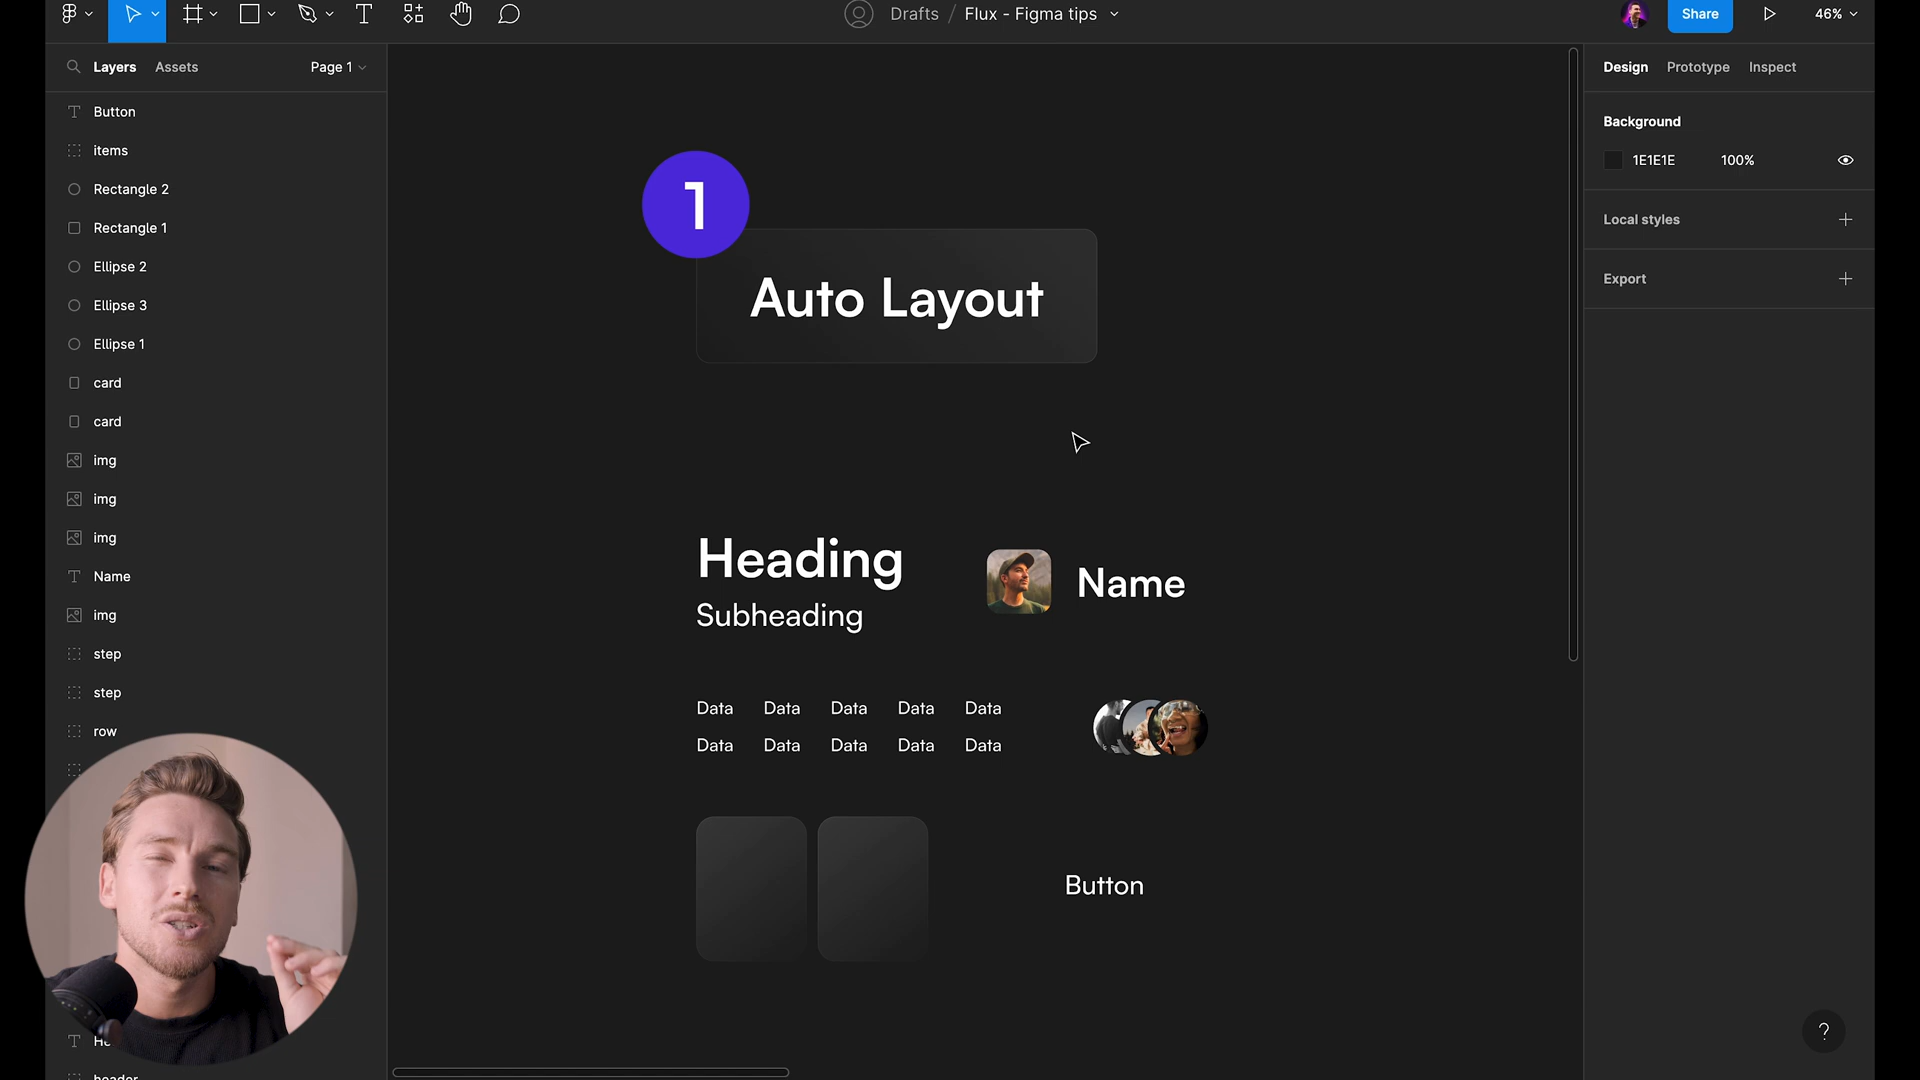 Drafts / Flux - Figma tips
Share
46%
Layers
Assets
Page 1
Button
items
Rectangle 2
Rectangle 1
Ellipse 2
Ellipse 3
Ellipse 1
card
card
img
img
img
Name
img
step
step
row
header
1
Auto Layout
Heading
Subheading
Name
Data Data Data Data Data
Data Data Data Data Data
Button
Design
Prototype
Inspect
Background
1E1E1E
100%
Local styles
Export
?